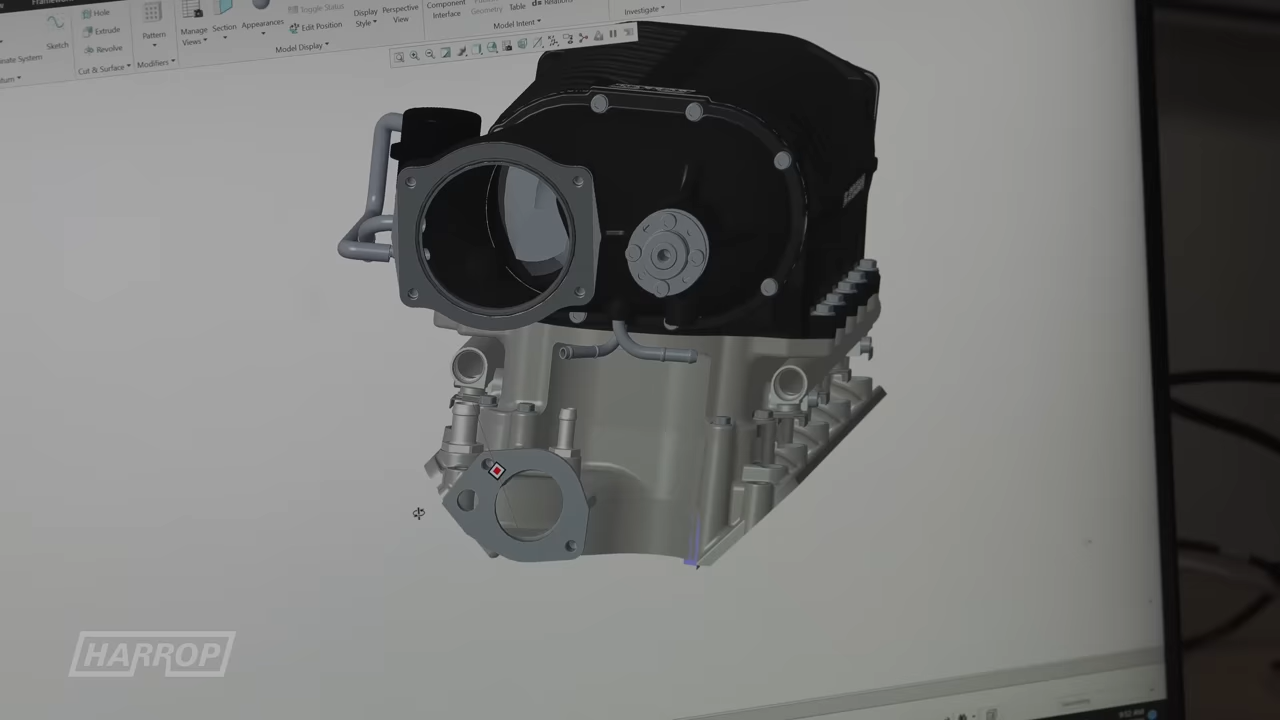 Hole
Extrude
Revolve
Sketch
Cut & Surface
Pattern
Modifiers
Manage Views
Section
Appearances
Toggle Status
Edit Position
Model Display
Display Style
Perspective View
Component Interface
Geometry
Table
Relations
Model Intent
Investigate
HARROP